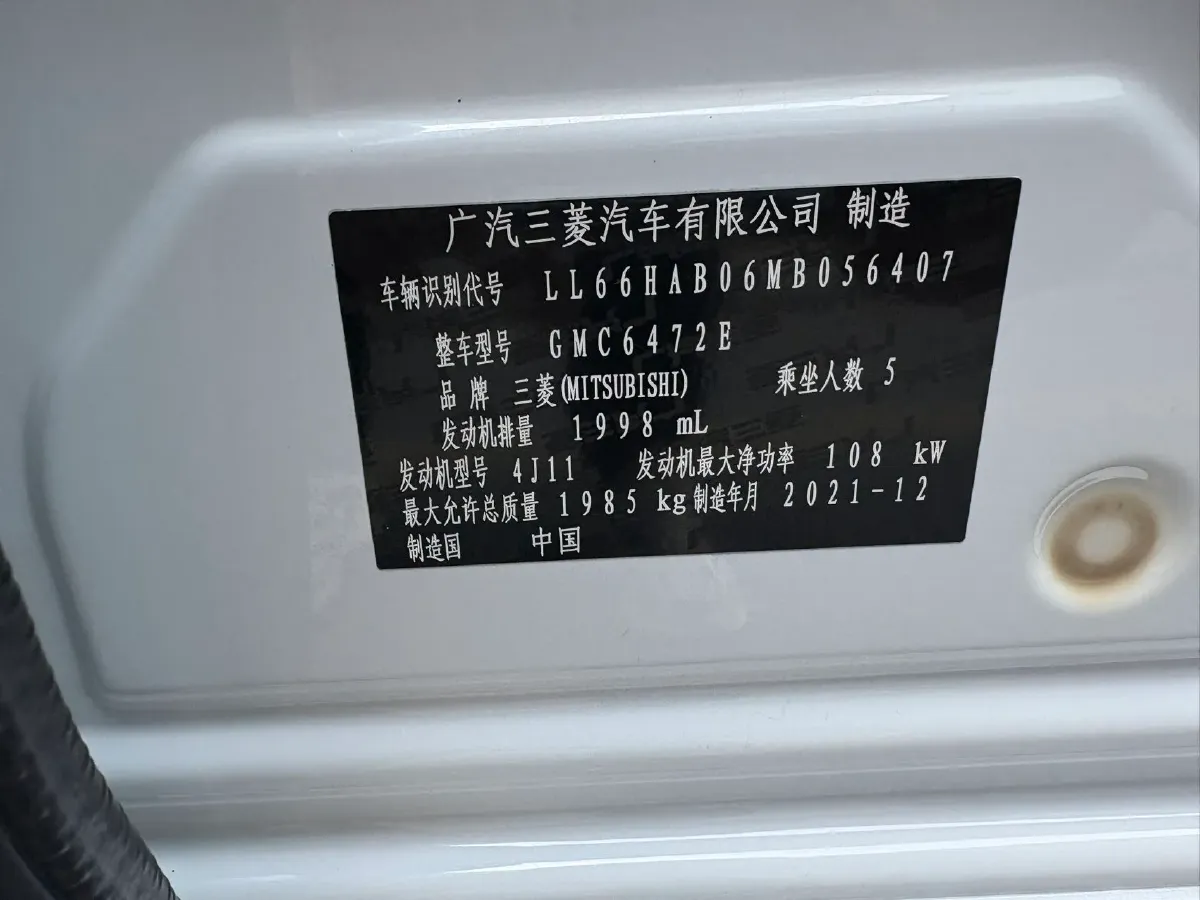 广汽三菱汽车有限公司 制造
车辆识别代号 LL66HAB06MB056407
整车型号 GMC6472E
品 牌 三菱(MITSUBISHI) 乘坐人数 5
发动机排量 1998 mL
发动机型号 4J11 发动机最大净功率 108 kW
最大允许总质量 1985 kg 制造年月 2021-12
制造国 中国